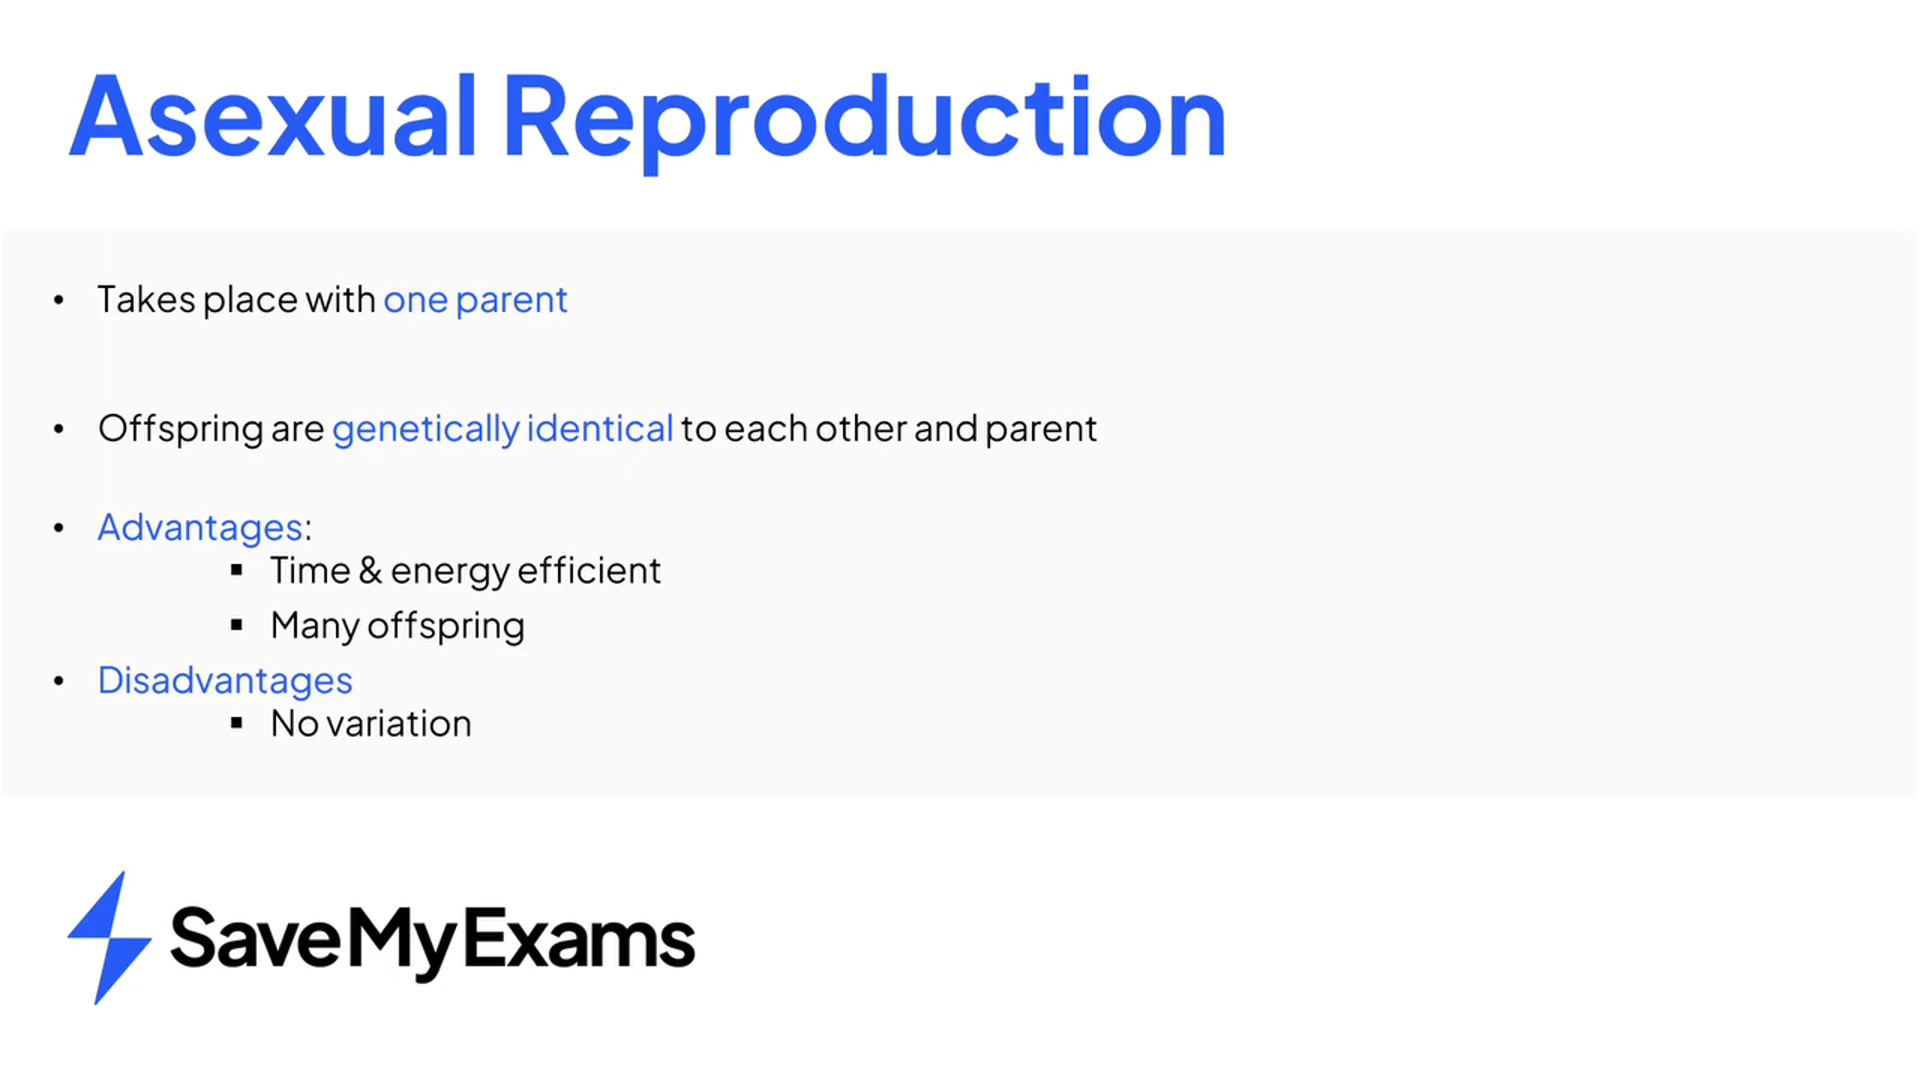 Asexual Reproduction
• Takes place with one parent
• Offspring are genetically identical to each other and parent
• Advantages:
▪ Time & energy efficient
▪ Many offspring
• Disadvantages
▪ No variation
SaveMyExams